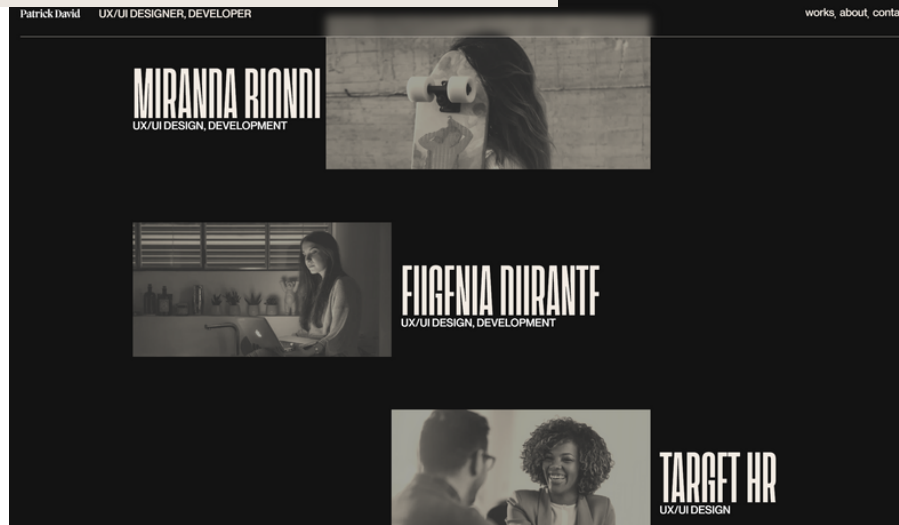 Patrick David
UX/UI DESIGNER, DEVELOPER
works, about, conta
MIRANDA BIONDI
UX/UI DESIGN, DEVELOPMENT
EUGENIA DURANTE
UX/UI DESIGN, DEVELOPMENT
TARGET HR
UX/UI DESIGN